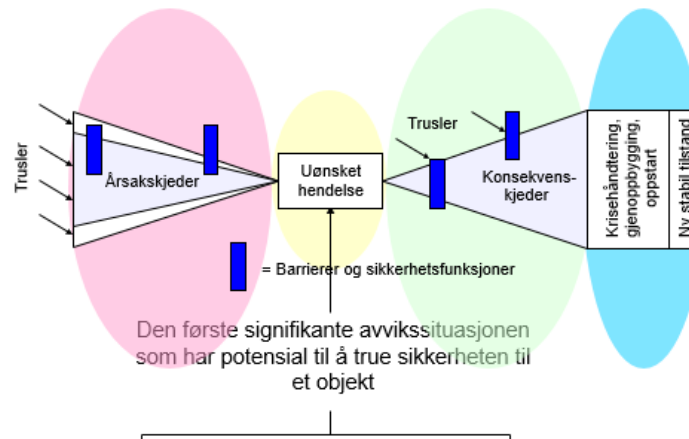 Trusler
Årsakskjeder
Uønsket
hendelse
Trusler
Konsekvens-
kjeder
Krisehåndtering,
gjenoppbygging,
oppstart
Ny stabil tilstand
= Barrierer og sikkerhetsfunksjoner
Den første signifikante avvikssituasjonen
som har potensial til å true sikkerheten til
et objekt